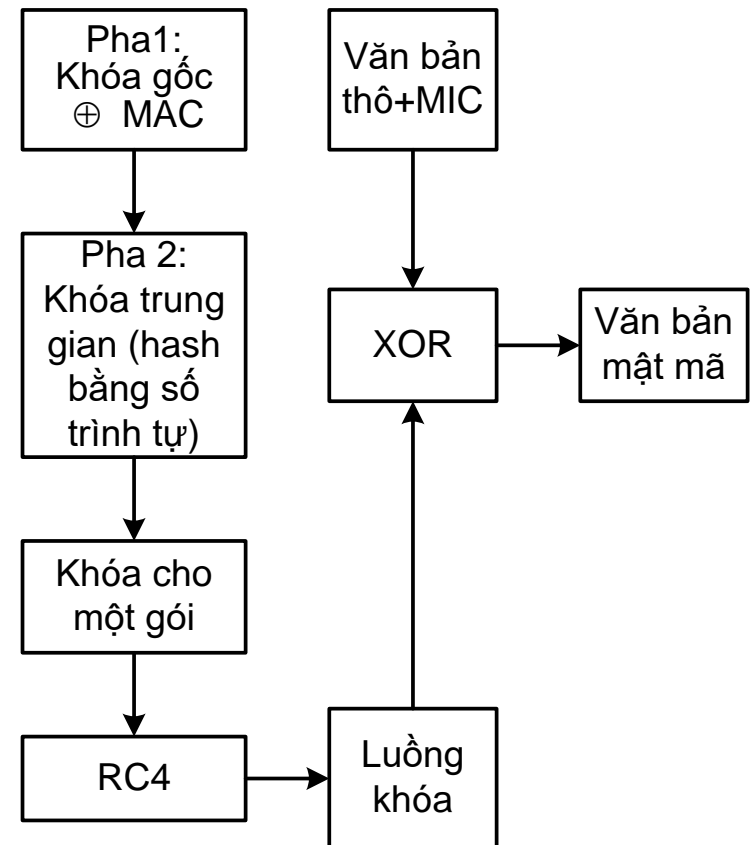 Pha1:
Khóa gốc
⊕ MAC
Văn bản
thô+MIC
Pha 2:
Khóa trung
gian (hash
bằng số
trình tự)
XOR
Văn bản
mật mã
Khóa cho
một gói
RC4
Luồng
khóa